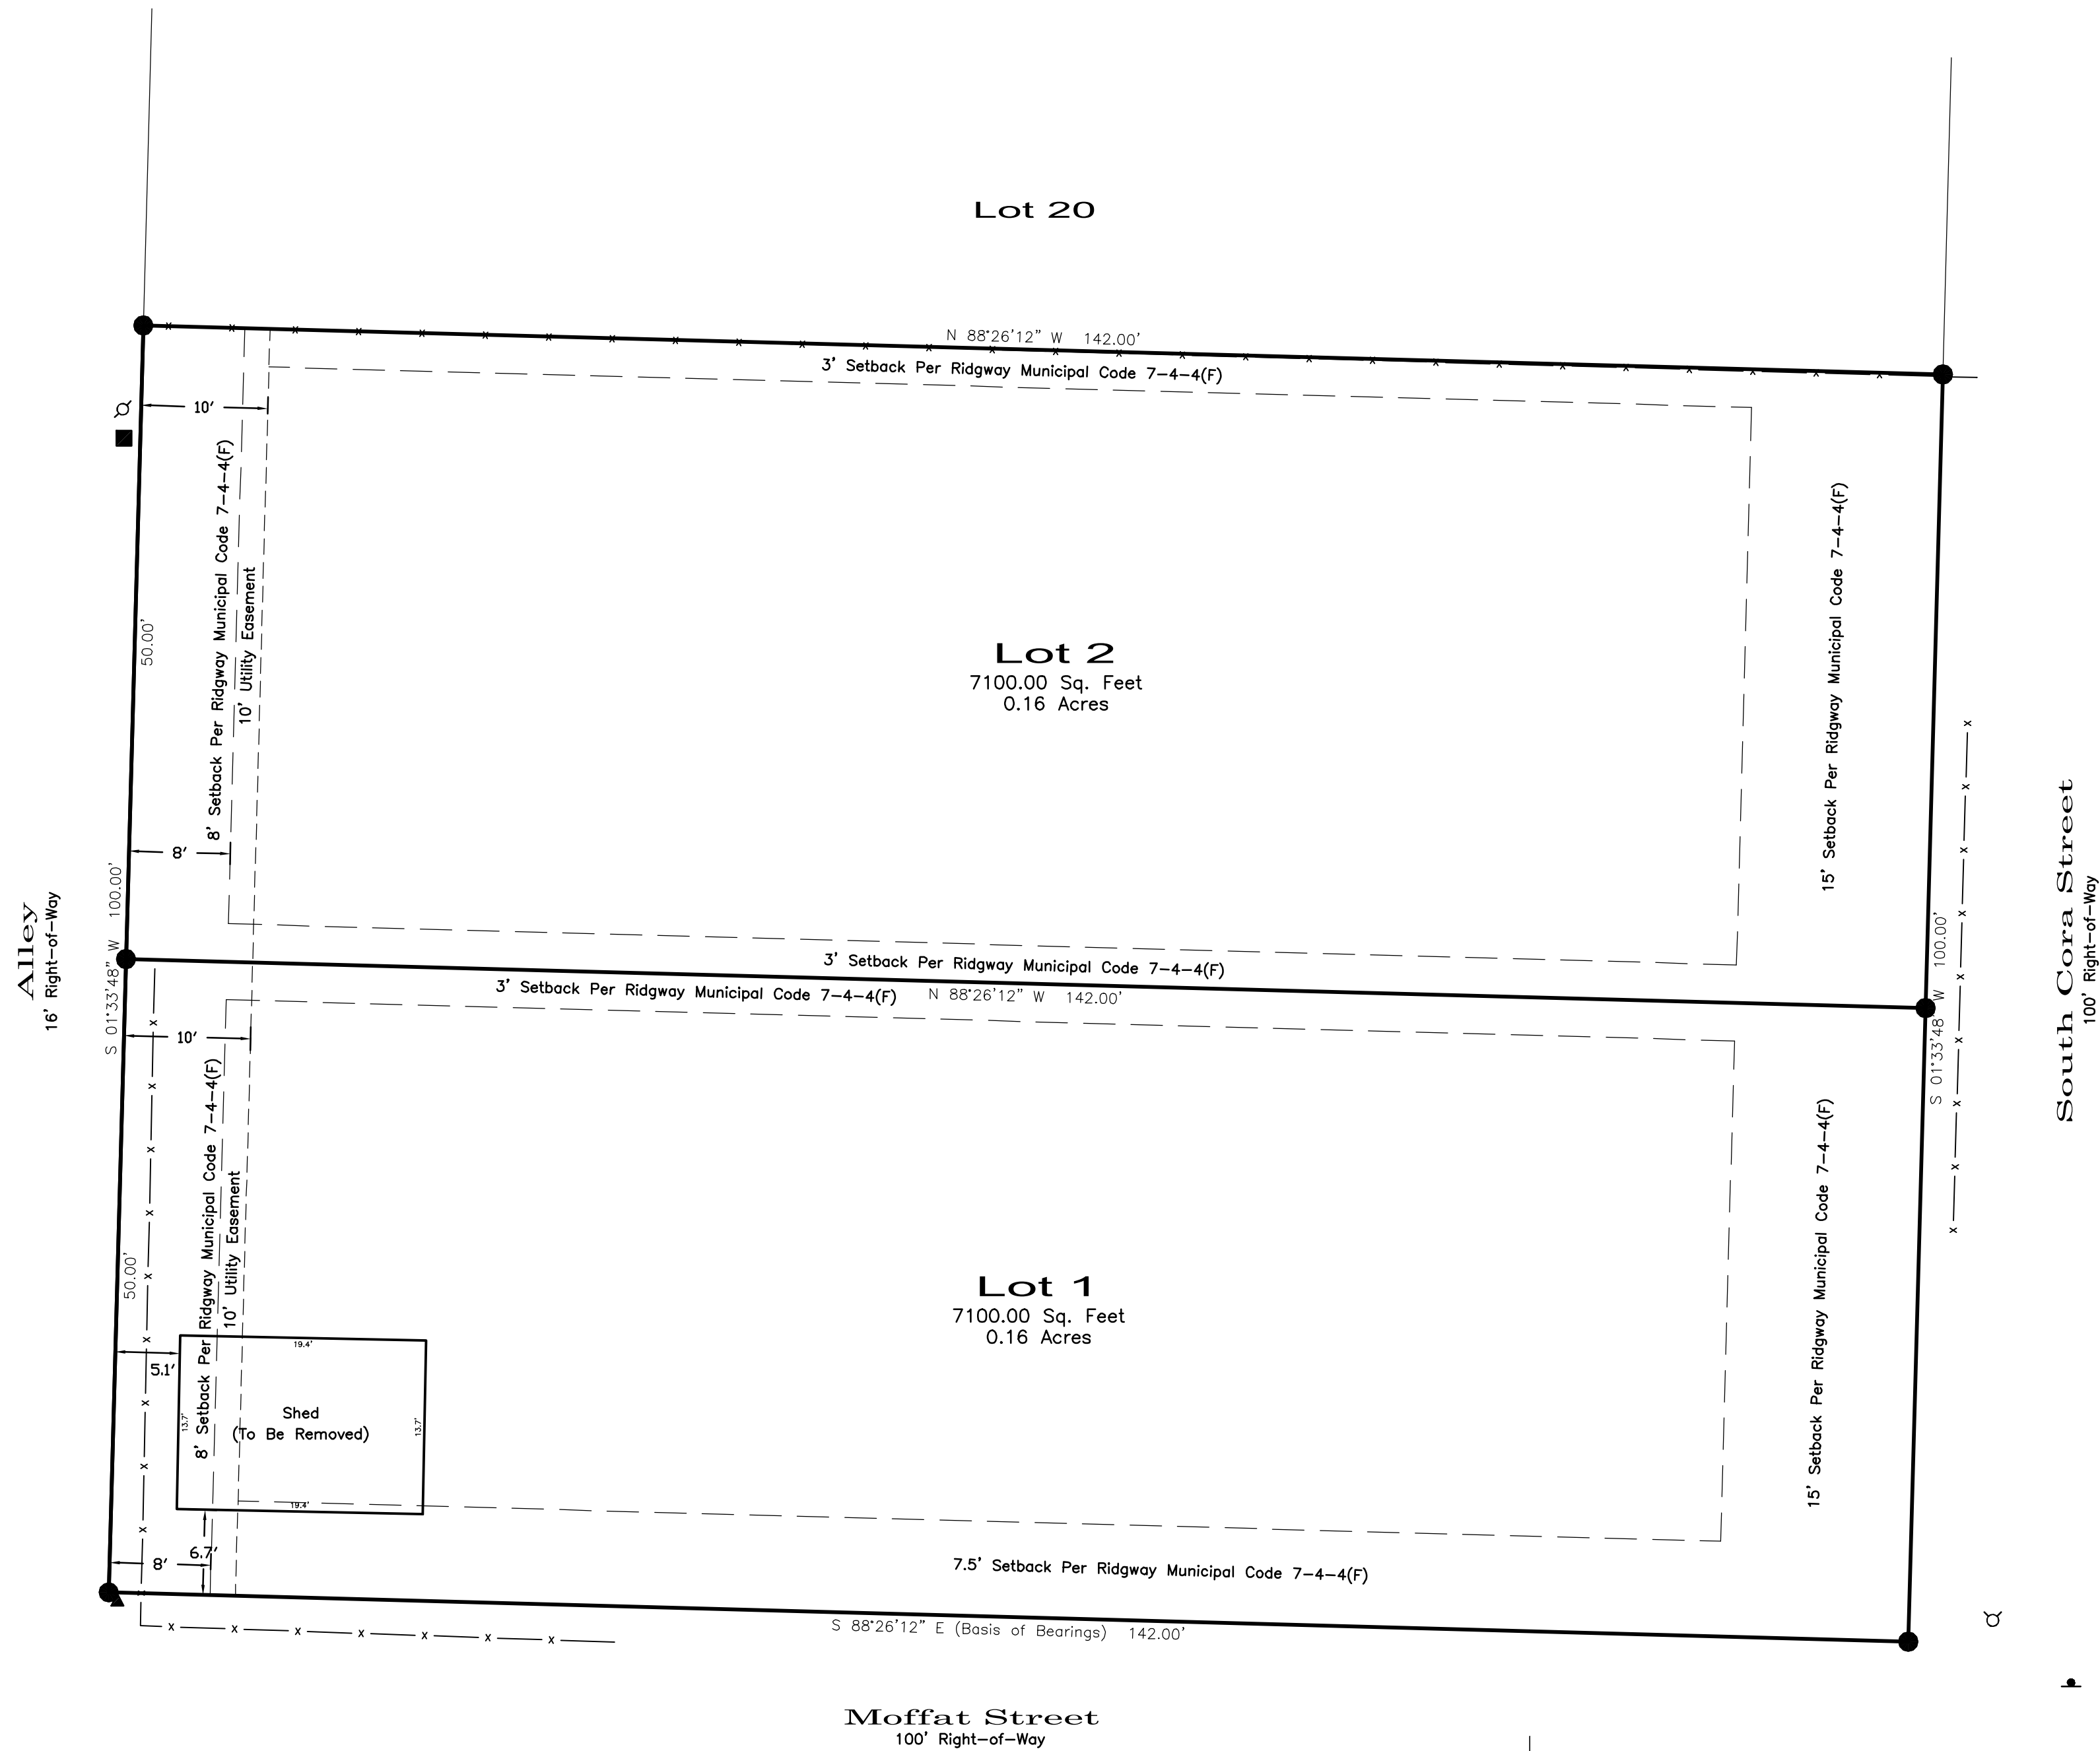 Lot 20
N 88°26'12" W 142.00'
3' Setback Per Ridgway Municipal Code 7-4-4(F)
10'
8' Setback Per Ridgway Municipal Code 7-4-4(F)
10' Utility Easement
50.00'
Lot 2
7100.00 Sq. Feet
0.16 Acres
15' Setback Per Ridgway Municipal Code 7-4-4(F)
8'
Alley
16' Right-of-Way
S 01°33'48" W 100.00'
3' Setback Per Ridgway Municipal Code 7-4-4(F)
3' Setback Per Ridgway Municipal Code 7-4-4(F)
N 88°26'12" W 142.00'
S 01°33'48" W 100.00'
South Cora Street
100' Right-of-Way
10'
8' Setback Per Ridgway Municipal Code 7-4-4(F)
10' Utility Easement
50.00'
Lot 1
7100.00 Sq. Feet
0.16 Acres
15' Setback Per Ridgway Municipal Code 7-4-4(F)
5.1'
19.4'
13.7'
Shed
(To Be Removed)
13.7'
19.4'
6.7'
8'
7.5' Setback Per Ridgway Municipal Code 7-4-4(F)
S 88°26'12" E (Basis of Bearings) 142.00'
Moffat Street
100' Right-of-Way